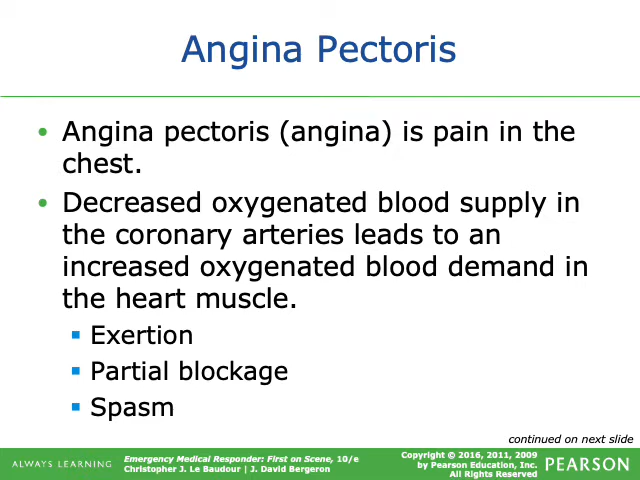 Angina Pectoris
• Angina pectoris (angina) is pain in the
chest.
• Decreased oxygenated blood supply in
the coronary arteries leads to an
increased oxygenated blood demand in
the heart muscle.
▪ Exertion
▪ Partial blockage
▪ Spasm
continued on next slide
ALWAYS LEARNING
Emergency Medical Responder: First on Scene, 10/e
Christopher J. Le Baudour | J. David Bergeron
Copyright © 2016, 2011, 2009
by Pearson Education, Inc.
All Rights Reserved
PEARSON